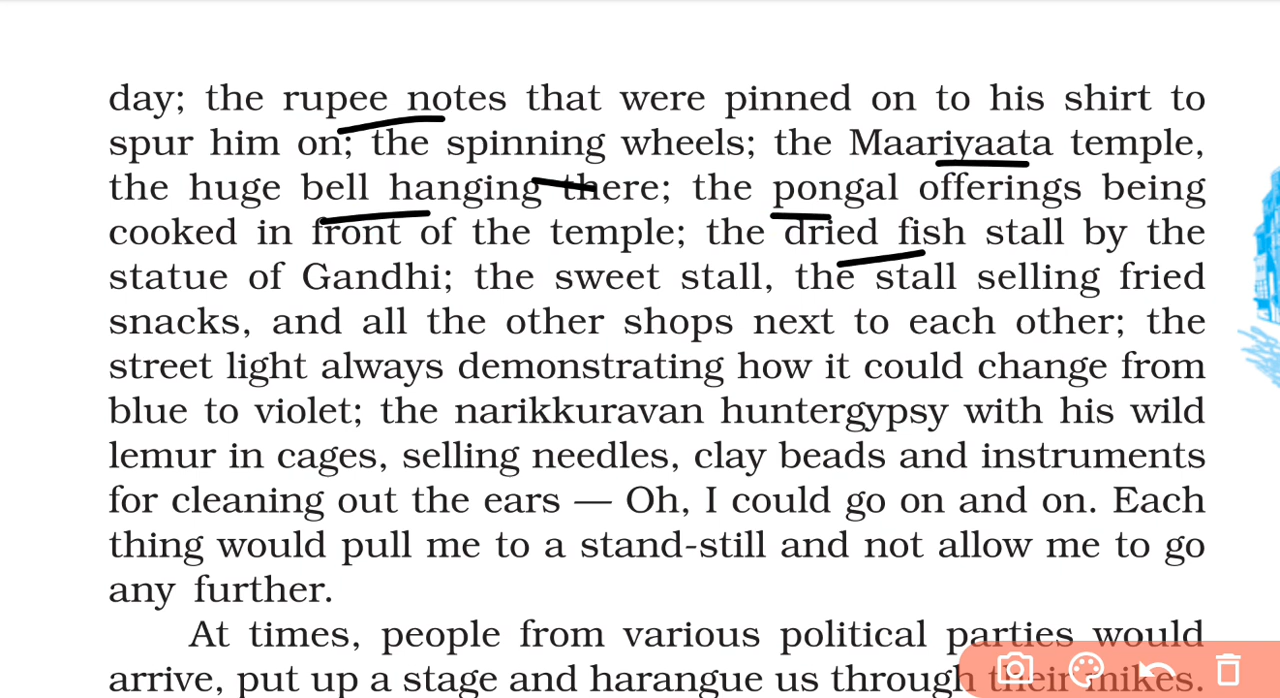 day; the rupee notes that were pinned on to his shirt to
spur him on; the spinning wheels; the Maariyaata temple,
the huge bell hanging there; the pongal offerings being
cooked in front of the temple; the dried fish stall by the
statue of Gandhi; the sweet stall, the stall selling fried
snacks, and all the other shops next to each other; the
street light always demonstrating how it could change from
blue to violet; the narikkuravan huntergypsy with his wild
lemur in cages, selling needles, clay beads and instruments
for cleaning out the ears — Oh, I could go on and on. Each
thing would pull me to a stand-still and not allow me to go
any further.
At times, people from various political parties would
arrive, put up a stage and harangue us through their mikes.